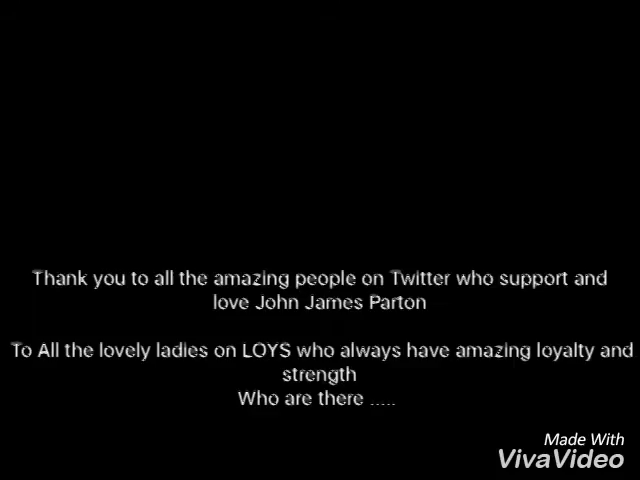 Thank you to all the amazing people on Twitter who support and
love John James Parton
To All the lovely ladies on LOYS who always have amazing loyalty and
strength
Who are there .....
Made With
VivaVideo